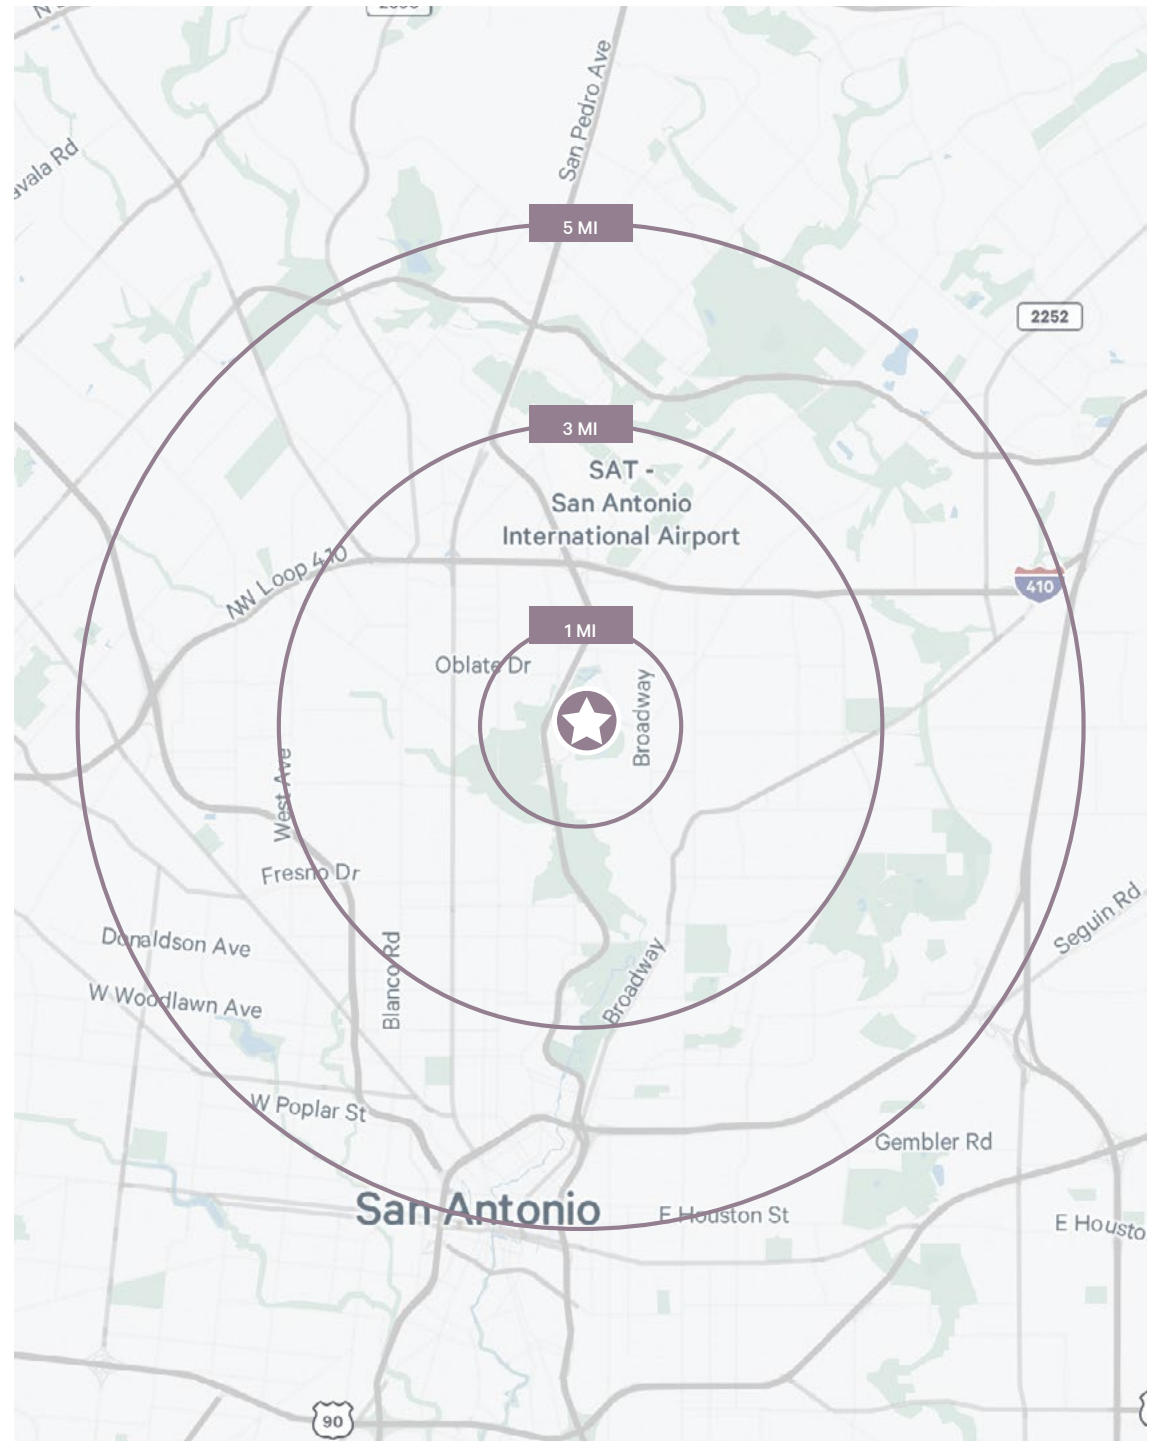 San Pedro Ave
5 MI
2252
3 MI
SAT -
San Antonio
International Airport
NW Loop 410
410
1 MI
Oblate Dr
Broadway
West Ave
Fresno Dr
Donaldson Ave
Blanco Rd
Broadway
Seguin Rd
W Woodlawn Ave
W Poplar St
Gembler Rd
San Antonio
E Houston St
90